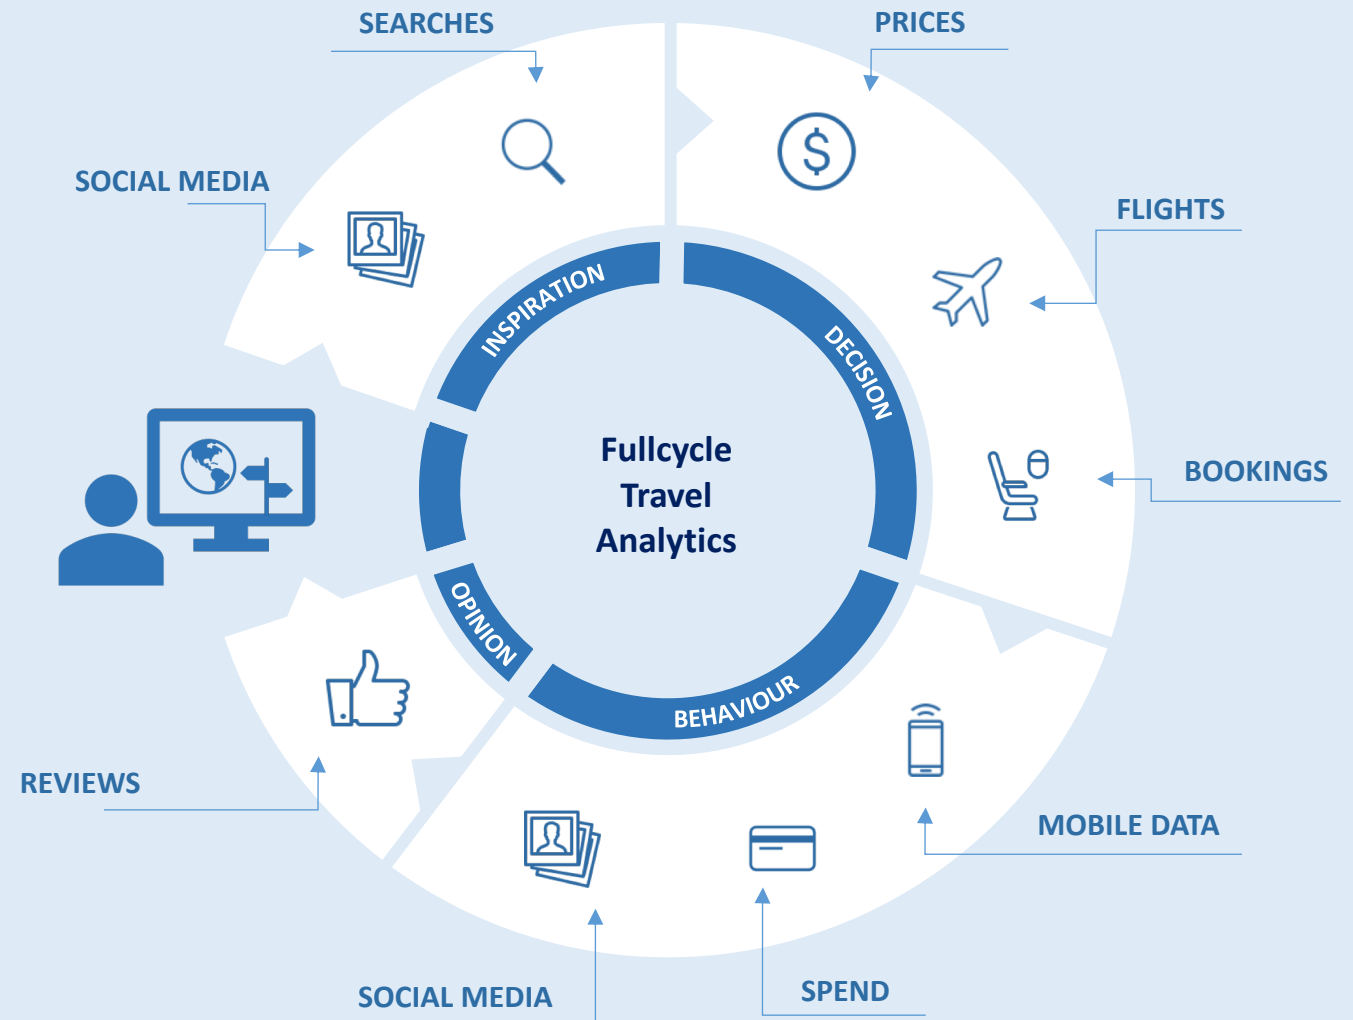 SEARCHES
PRICES
SOCIAL MEDIA
FLIGHTS
INSPIRATION
DECISION
Fullcycle
Travel
Analytics
BOOKINGS
OPINION
BEHAVIOUR
REVIEWS
MOBILE DATA
SOCIAL MEDIA
SPEND
$